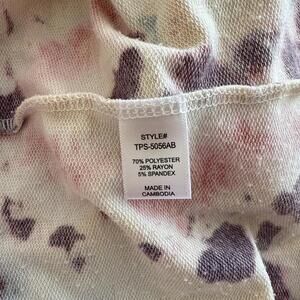 STYLE#
TPS-5056AB
70% POLYESTER
25% RAYON
5% SPANDEX
MADE IN
CAMBODIA